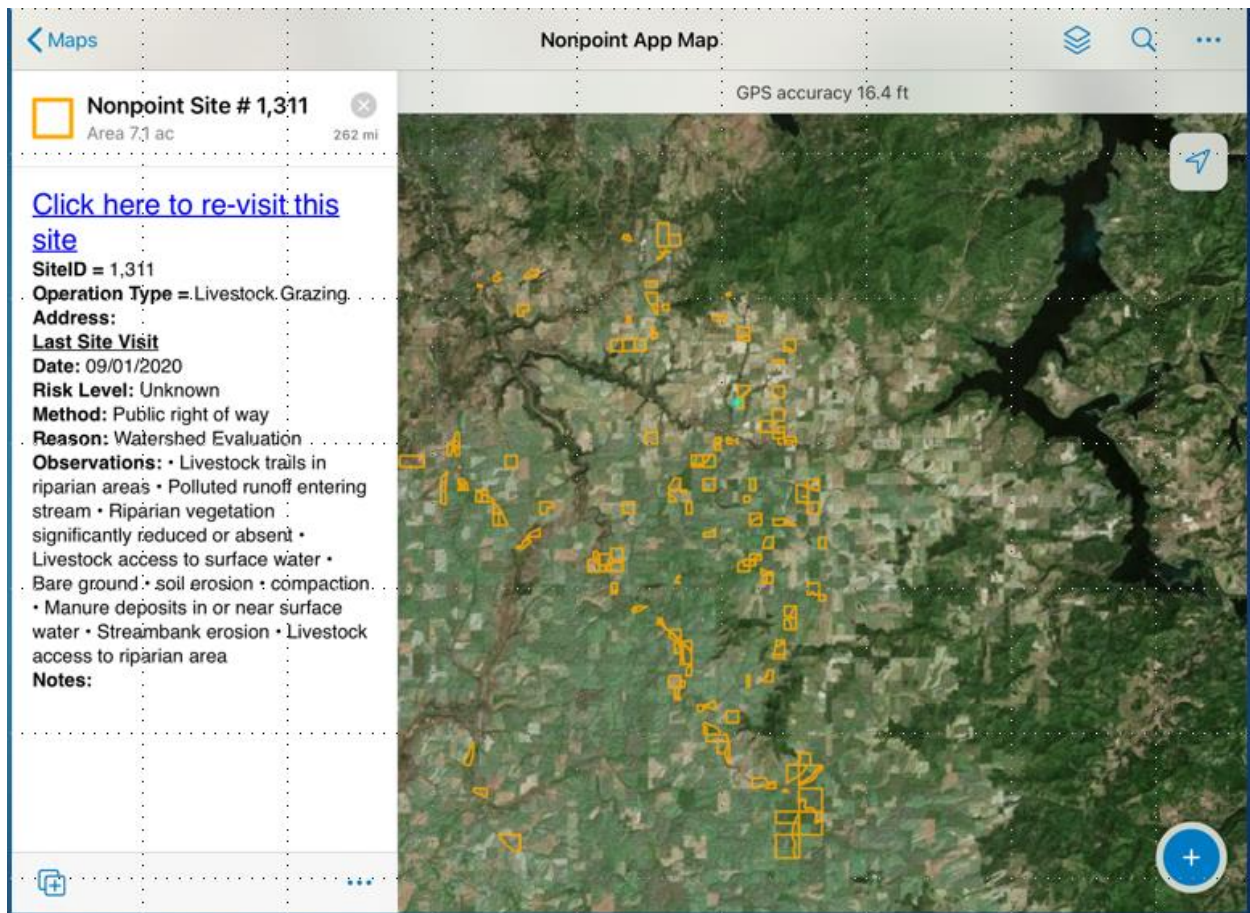 Maps
Nonpoint App Map
GPS accuracy 16.4 ft
Nonpoint Site # 1,311
Area 7.1 ac
262 mi
Click here to re-visit this
site
SiteID = 1,311
Operation Type = Livestock Grazing
Address:
Last Site Visit
Date: 09/01/2020
Risk Level: Unknown
Method: Public right of way
Reason: Watershed Evaluation
Observations: • Livestock trails in
riparian areas • Polluted runoff entering
stream • Riparian vegetation
significantly reduced or absent •
Livestock access to surface water •
Bare ground • soil erosion • compaction
• Manure deposits in or near surface
water • Streambank erosion • Livestock
access to riparian area
Notes: